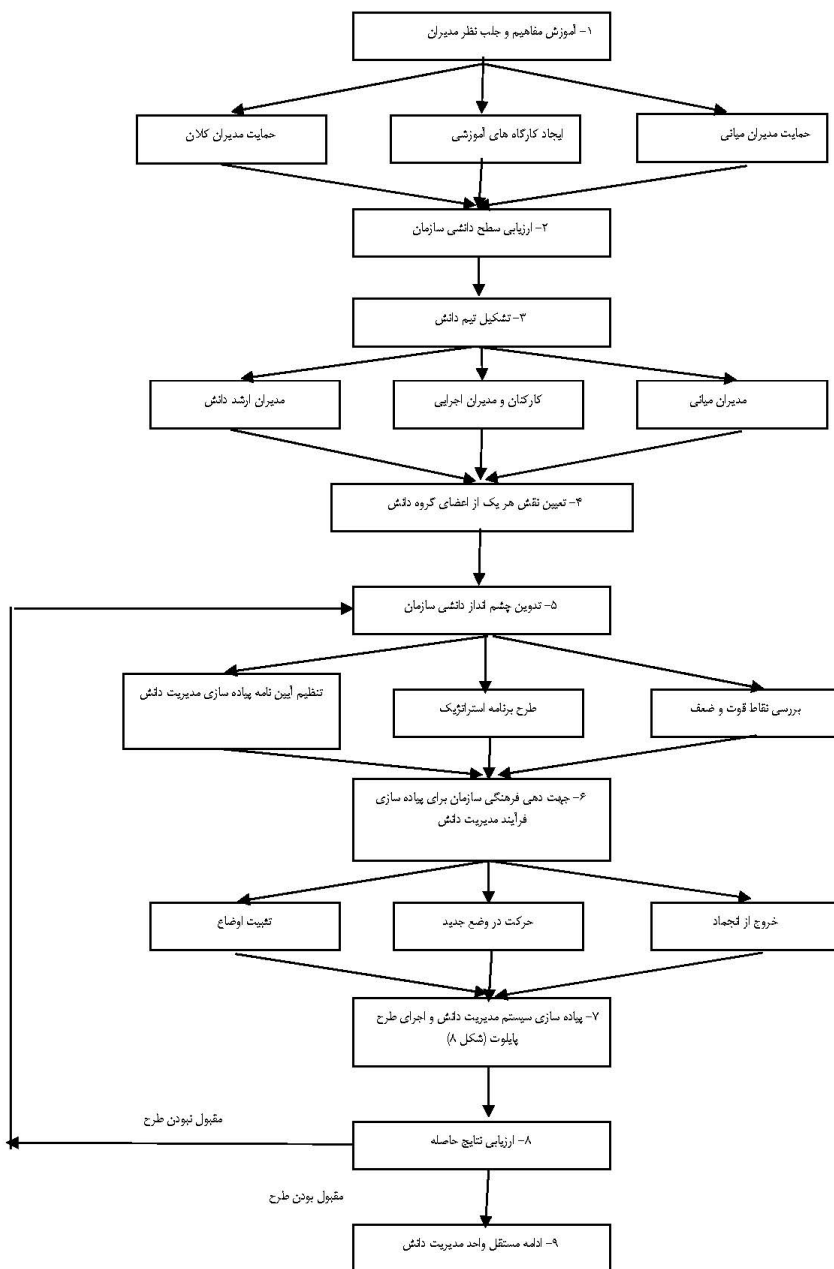 ۱- آموزش مفاهیم و جلب نظر مدیران
حمایت مدیران میانی
ایجاد کارگاه های آموزشی
حمایت مدیران کلان
۲- ارزیابی سطح دانشی سازمان
۳- تشکیل تیم دانش
مدیران میانی
کارکنان و مدیران اجرایی
مدیران ارشد دانش
۴- تعیین نقش هر یک از اعضای گروه دانش
۵- تدوین چشم انداز دانشی سازمان
بررسی نقاط قوت و ضعف
طرح برنامه استراتژیک
تنظیم آیین نامه پیاده سازی مدیریت دانش
۶- جهت دهی فرهنگی سازمان برای پیاده سازی
فرآیند مدیریت دانش
خروج از انجماد
حرکت در وضع جدید
تثبیت اوضاع
۷- پیاده سازی سیستم مدیریت دانش و اجرای طرح
پایلوت (شکل ۸)
مقبول نبودن طرح
۸- ارزیابی نتایج حاصله
مقبول بودن طرح
۹- ادامه مستقل واحد مدیریت دانش